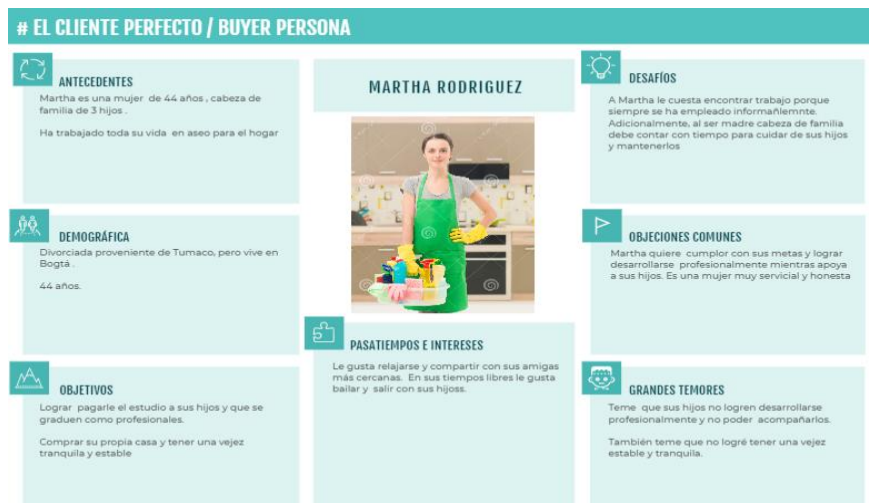 # EL CLIENTE PERFECTO / BUYER PERSONA
ANTECEDENTES
Martha es una mujer de 44 años , cabeza de
familia de 3 hijos .
Ha trabajado toda su vida en aseo para el hogar
DEMOGRÁFICA
Divorciada proveniente de Tumaco, pero vive en
Bogtá .
44 años.
OBJETIVOS
Lograr pagarle el estudio a sus hijos y que se
graduen como profesionales.
Comprar su propia casa y tener una vejez
tranquila y estable
MARTHA RODRIGUEZ
PASATIEMPOS E INTERESES
Le gusta relajarse y compartir con sus amigas
más cercanas. En sus tiempos libres le gusta
bailar y salir con sus hijoss.
DESAFÍOS
A Martha le cuesta encontrar trabajo porque
siempre se ha empleado informañlemnte.
Adicionalmente, al ser madre cabeza de familia
debe contar con tiempo para cuidar de sus hijos
y mantenerlos
OBJECIONES COMUNES
Martha quiere cumplor con sus metas y lograr
desarrollarse profesionalmente mientras apoya
a sus hijos. Es una mujer muy servicial y honesta
GRANDES TEMORES
Teme que sus hijos no logren desarrollarse
profesionalmente y no poder acompañarlos.
También teme que no logré tener una vejez
estable y tranquila.